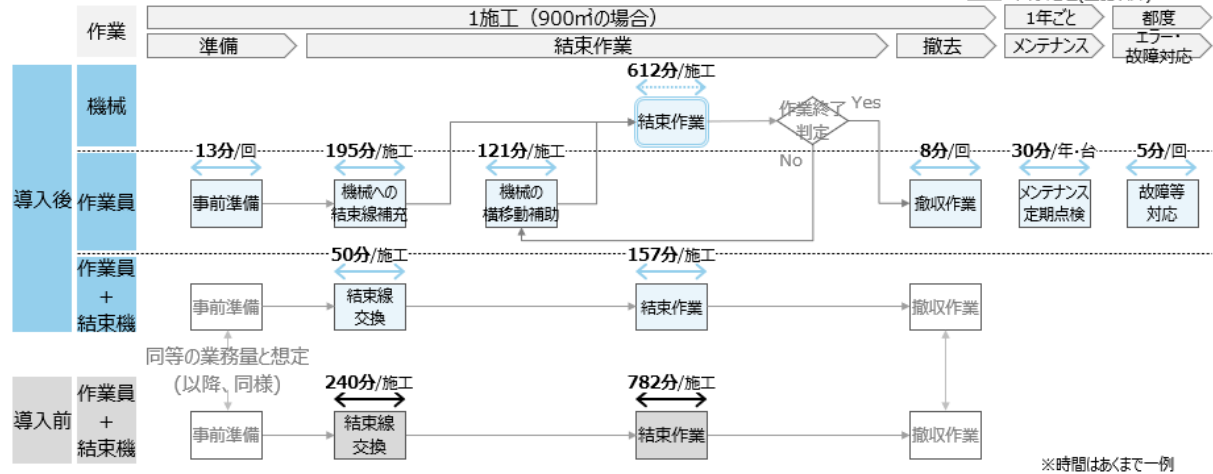 作業
1施工（900㎡の場合）
1年ごと
都度
準備
結束作業
撤去
メンテナンス
エラー・
故障対応
導入後
機械
612分/施工
結束作業
作業終了
判定
Yes
No
作業員
13分/回
事前準備
195分/施工
機械への
結束線補充
121分/施工
機械の
横移動補助
8分/回
撤収作業
30分/年・台
メンテナンス
定期点検
5分/回
故障等
対応
作業員
+
結束機
事前準備
50分/施工
結束線
交換
157分/施工
結束作業
撤収作業
同等の業務量と想定
(以降、同様)
導入前
作業員
+
結束機
事前準備
240分/施工
結束線
交換
782分/施工
結束作業
撤収作業
※時間はあくまで一例